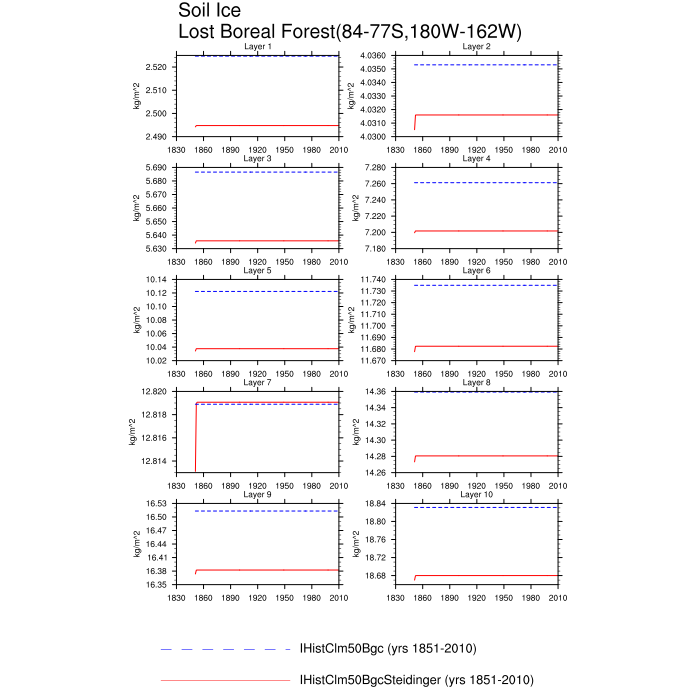 Soil Ice
Lost Boreal Forest(84-77S,180W-162W)
Layer 1
kg/m^2
2.520
2.510
2.500
2.490
1830 1860 1890 1920 1950 1980 2010
Layer 2
kg/m^2
4.0360
4.0350
4.0340
4.0330
4.0320
4.0310
4.0300
1830 1860 1890 1920 1950 1980 2010
Layer 3
kg/m^2
5.690
5.680
5.670
5.660
5.650
5.640
5.630
1830 1860 1890 1920 1950 1980 2010
Layer 4
kg/m^2
7.280
7.260
7.240
7.220
7.200
7.180
1830 1860 1890 1920 1950 1980 2010
Layer 5
kg/m^2
10.14
10.12
10.10
10.08
10.06
10.04
10.02
1830 1860 1890 1920 1950 1980 2010
Layer 6
kg/m^2
11.740
11.730
11.720
11.710
11.700
11.690
11.680
11.670
1830 1860 1890 1920 1950 1980 2010
Layer 7
kg/m^2
12.820
12.818
12.816
12.814
1830 1860 1890 1920 1950 1980 2010
Layer 8
kg/m^2
14.36
14.34
14.32
14.30
14.28
14.26
1830 1860 1890 1920 1950 1980 2010
Layer 9
kg/m^2
16.53
16.50
16.47
16.44
16.41
16.38
16.35
1830 1860 1890 1920 1950 1980 2010
Layer 10
kg/m^2
18.84
18.80
18.76
18.72
18.68
1830 1860 1890 1920 1950 1980 2010
IHistClm50Bgc (yrs 1851-2010)
IHistClm50BgcSteidinger (yrs 1851-2010)